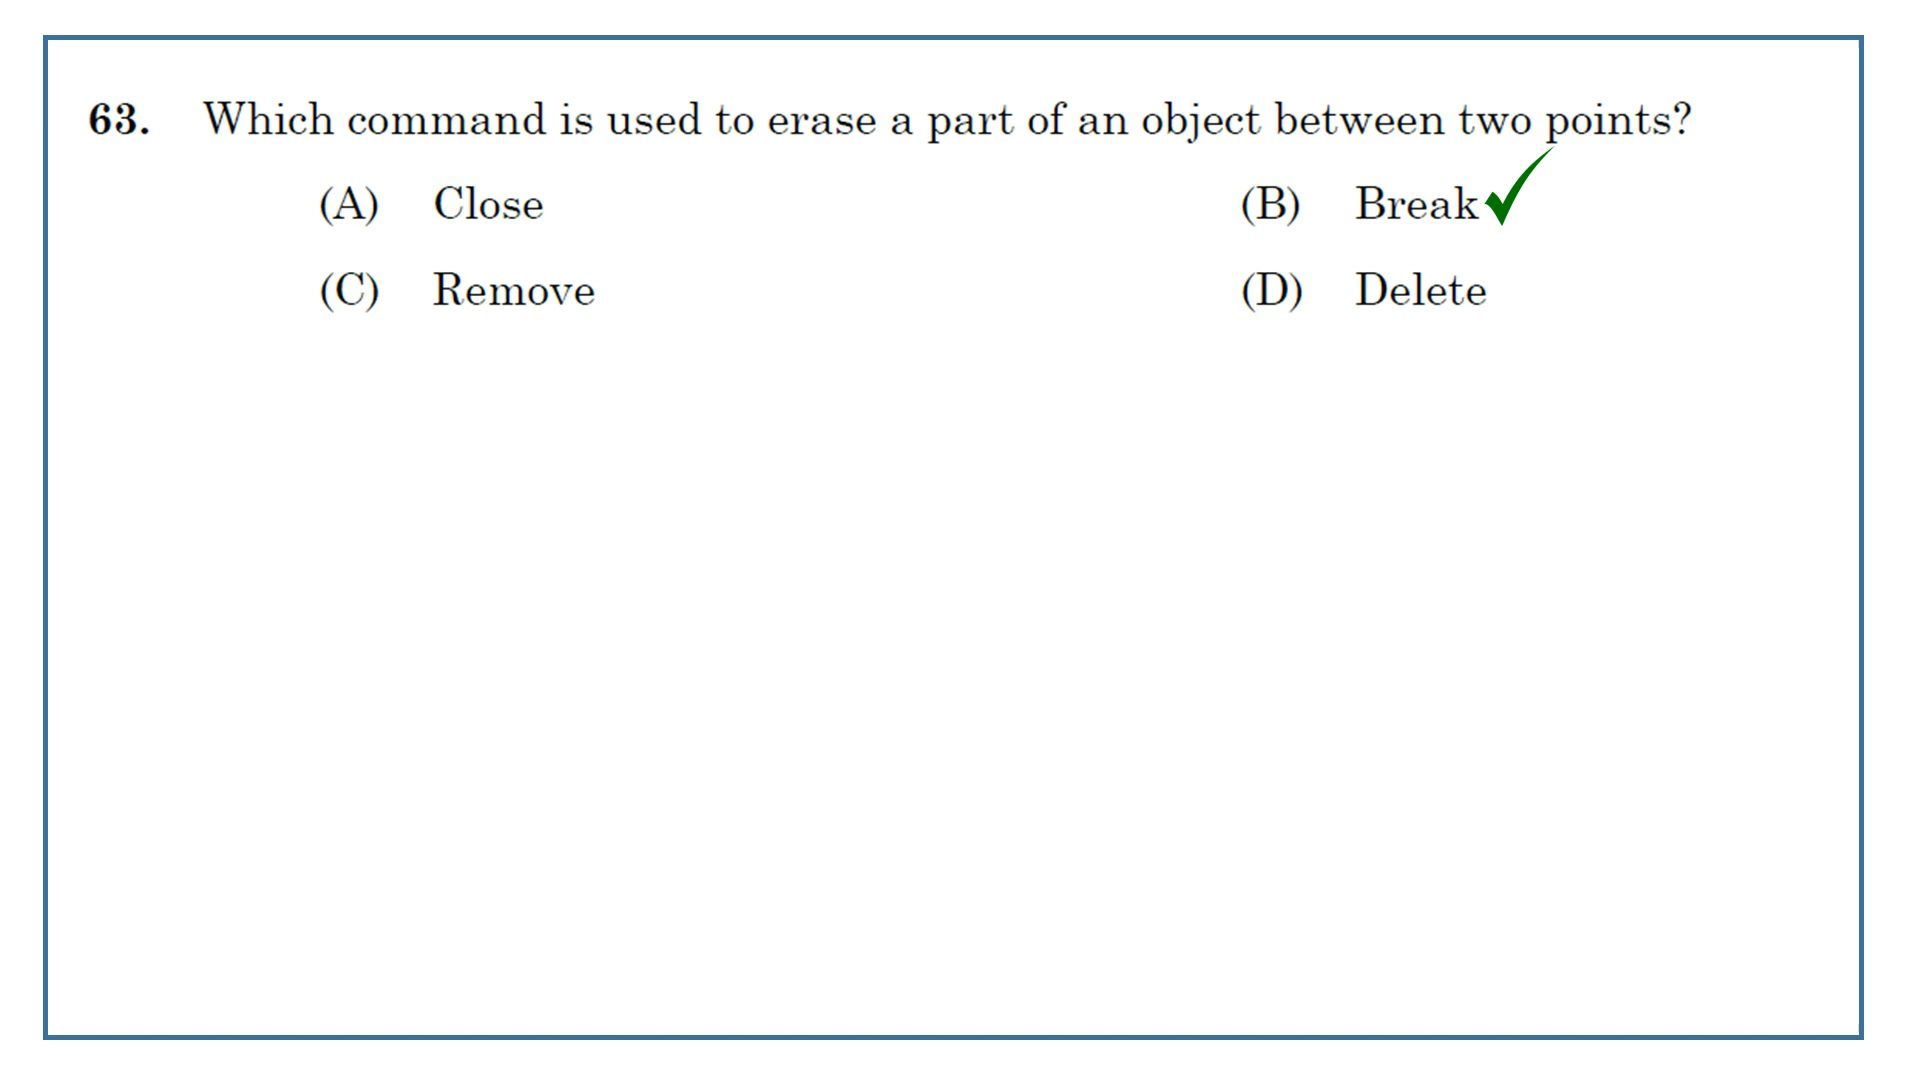 63. Which command is used to erase a part of an object between two points?
(A) Close (B) Break
(C) Remove (D) Delete